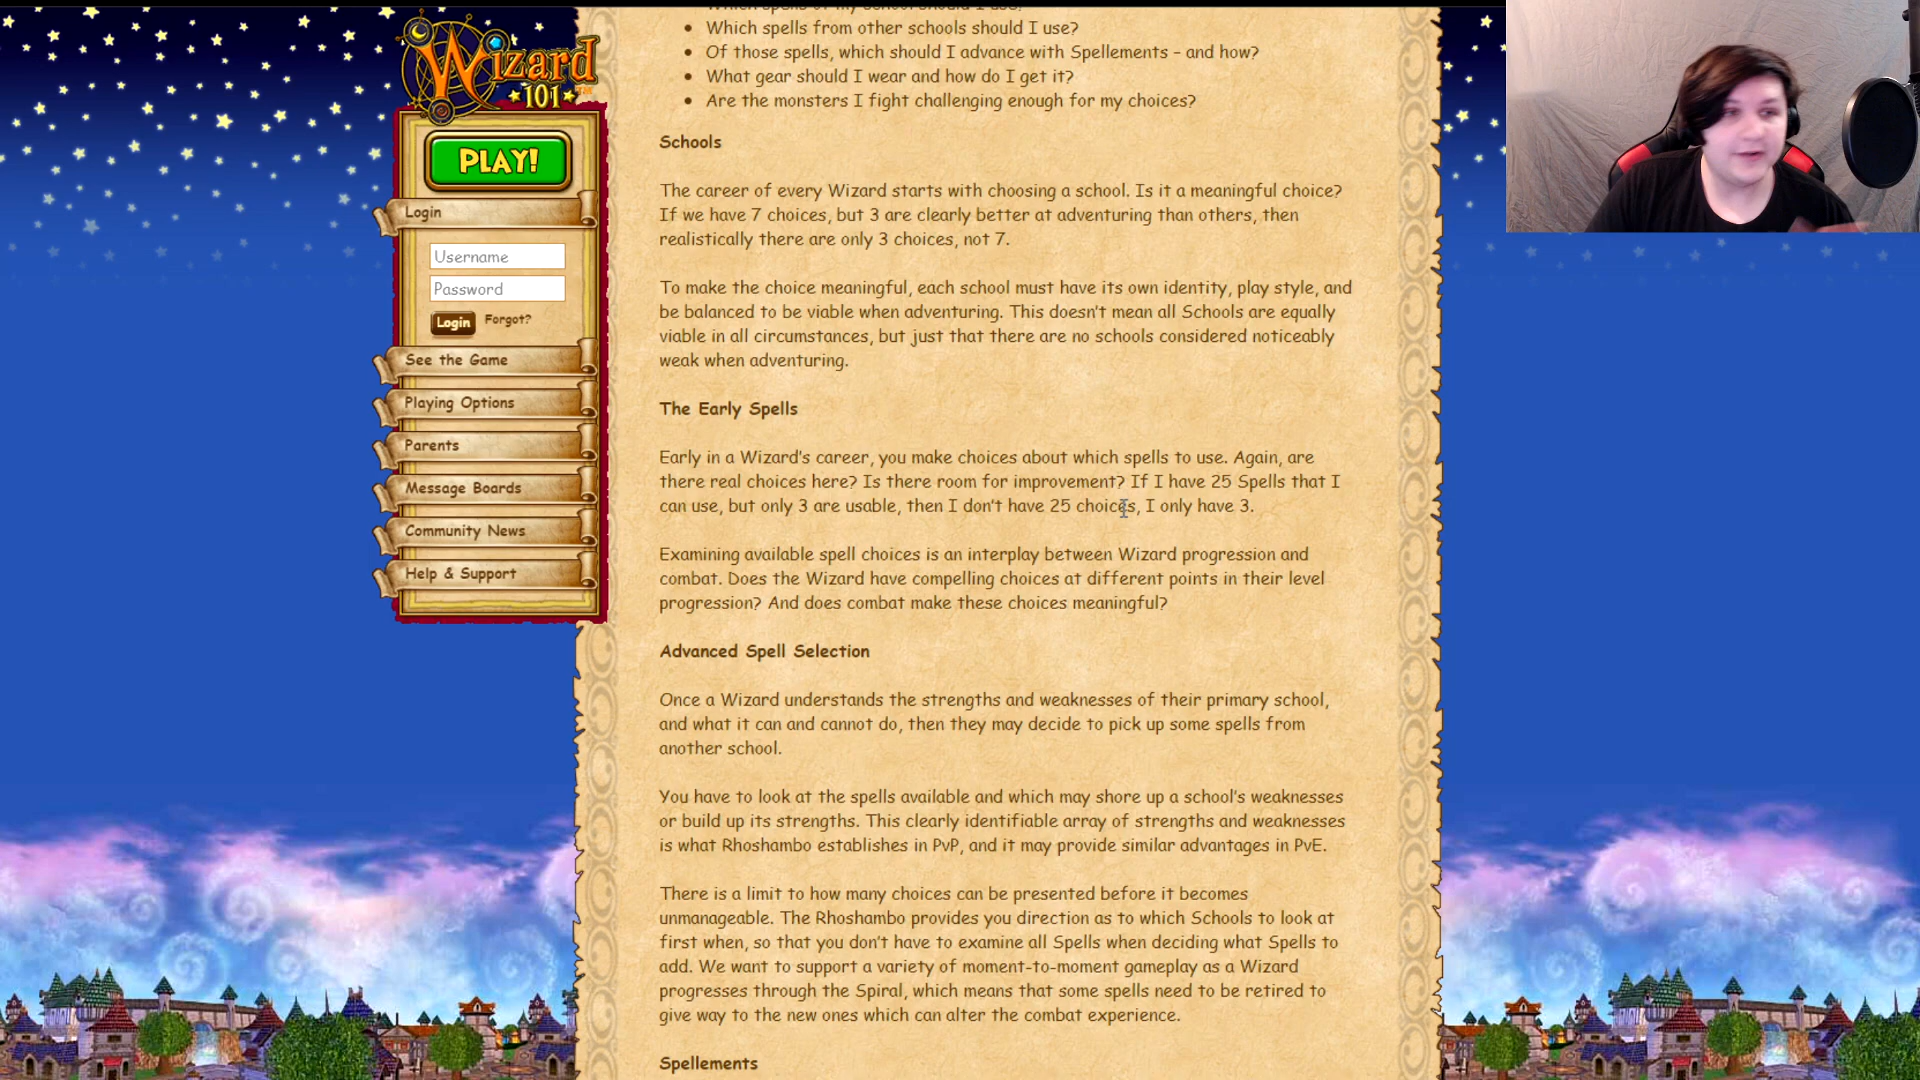 Which spells of my school should I use?
Which spells from other schools should I use?
Of those spells, which should I advance with Spellements – and how?
What gear should I wear and how do I get it?
Are the monsters I fight challenging enough for my choices?
Wizard
101
PLAY!
Login
Username
Password
Login Forgot?
See the Game
Playing Options
Parents
Message Boards
Community News
Help & Support
Schools
The career of every Wizard starts with choosing a school. Is it a meaningful choice?
If we have 7 choices, but 3 are clearly better at adventuring than others, then
realistically there are only 3 choices, not 7.
To make the choice meaningful, each school must have its own identity, play style, and
be balanced to be viable when adventuring. This doesn't mean all Schools are equally
viable in all circumstances, but just that there are no schools considered noticeably
weak when adventuring.
The Early Spells
Early in a Wizard's career, you make choices about which spells to use. Again, are
there real choices here? Is there room for improvement? If I have 25 Spells that I
can use, but only 3 are usable, then I don't have 25 choices, I only have 3.
Examining available spell choices is an interplay between Wizard progression and
combat. Does the Wizard have compelling choices at different points in their level
progression? And does combat make these choices meaningful?
Advanced Spell Selection
Once a Wizard understands the strengths and weaknesses of their primary school,
and what it can and cannot do, then they may decide to pick up some spells from
another school.
You have to look at the spells available and which may shore up a school's weaknesses
or build up its strengths. This clearly identifiable array of strengths and weaknesses
is what Rhoshambo establishes in PvP, and it may provide similar advantages in PvE.
There is a limit to how many choices can be presented before it becomes
unmanageable. The Rhoshambo provides you direction as to which Schools to look at
first when, so that you don't have to examine all Spells when deciding what Spells to
add. We want to support a variety of moment-to-moment gameplay as a Wizard
progresses through the Spiral, which means that some spells need to be retired to
give way to the new ones which can alter the combat experience.
Spellements